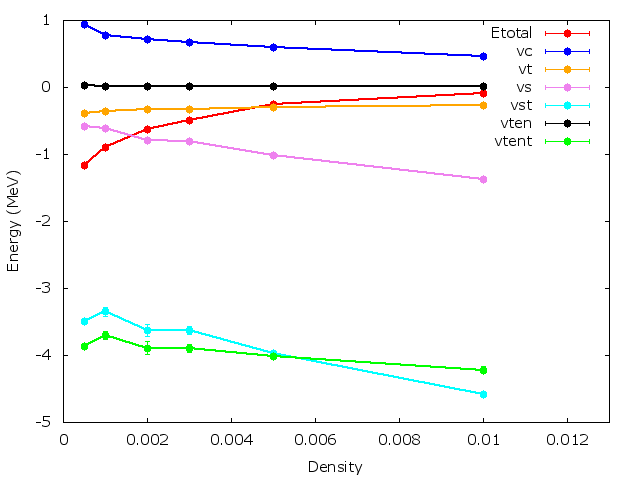 1
0
-1
-2
-3
-4
-5
Energy (MeV)
Etotal
vc
vt
vs
vst
vten
vtent
0
0.002
0.004
0.006
0.008
0.01
0.012
Density